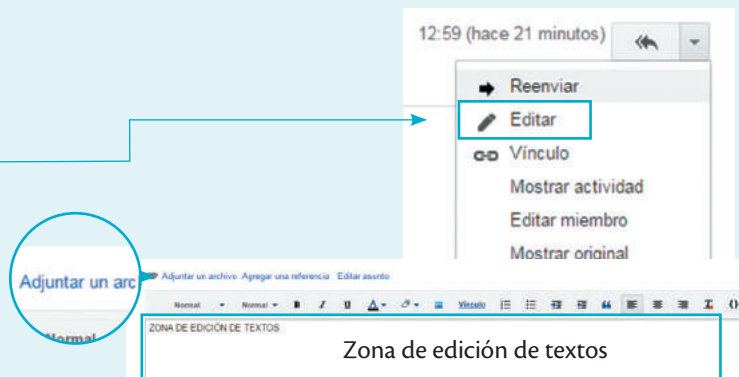 12:59 (hace 21 minutos)
Reenviar
Editar
Vínculo
Mostrar actividad
Editar miembro
Mostrar original
Adjuntar un arc
Normal
Adjuntar un archivo Agregar una referencia Editar asunto
Normal Normal B I U A Vínculo
ZONA DE EDICIÓN DE TEXTOS
Zona de edición de textos